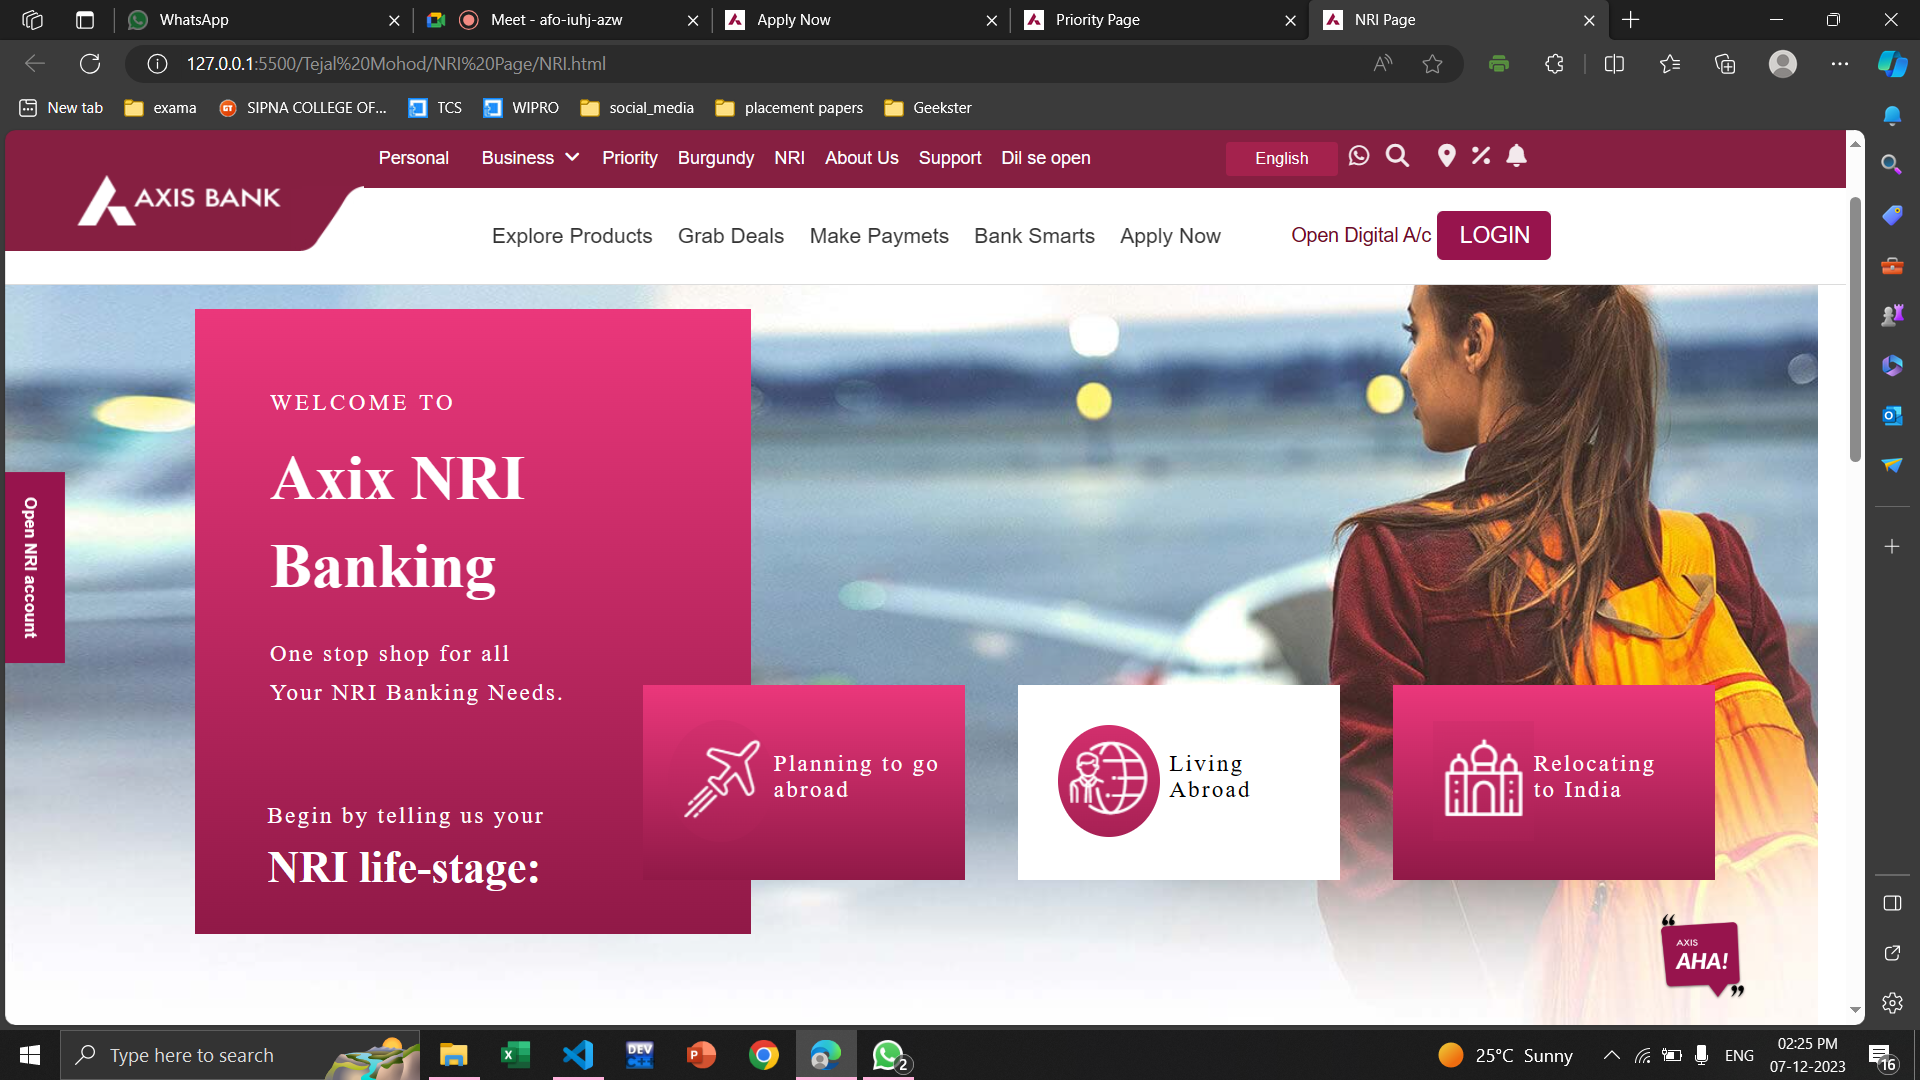 WhatsApp
Meet - afo-iuhj-azw
Apply Now
Priority Page
NRI Page
127.0.0.1:5500/Tejal%20Mohod/NRI%20Page/NRI.html
New tab
exama
SIPNA COLLEGE OF...
TCS
WIPRO
social_media
placement papers
Geekster
Personal
Business
Priority
Burgundy
NRI
About Us
Support
Dil se open
English
AXIS BANK
Explore Products
Grab Deals
Make Paymets
Bank Smarts
Apply Now
Open Digital A/c
LOGIN
WELCOME TO
Axix NRI
Banking
One stop shop for all
Your NRI Banking Needs.
Begin by telling us your
NRI life-stage:
Open NRI account
Planning to go
abroad
Living
Abroad
Relocating
to India
“
AXIS
AHA!
”
Type here to search
DEV
C++
2
25°C Sunny
ENG
02:25 PM
07-12-2023
16